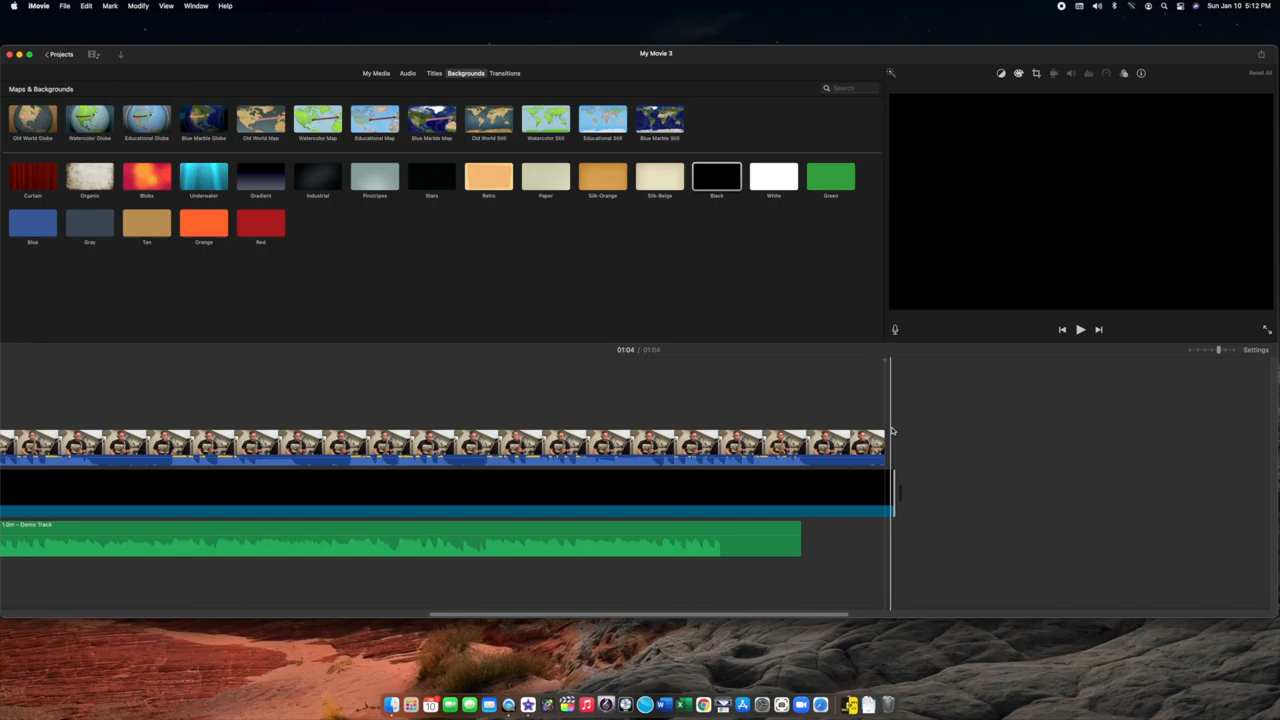 iMovie File Edit Mark Modify View Window Help
Sun Jan 10 5:12 PM
Projects
My Movie 3
My Media Audio Titles Backgrounds Transitions
Reset All
Maps & Backgrounds
Search
Old World Globe Watercolor Globe Educational Globe Blue Marble Globe Old World Map Watercolor Map Educational Map Blue Marble Map Old World Still Watercolor Still Educational Still Blue Marble Still
Curtain Organic Blobs Underwater Gradient Industrial Pinstripes Stars Retro Paper Silk-Orange Silk-Beige Black White Green
Blue Gray Tan Orange Red
01:04 / 01:04
Settings
1.0m – Demo Track